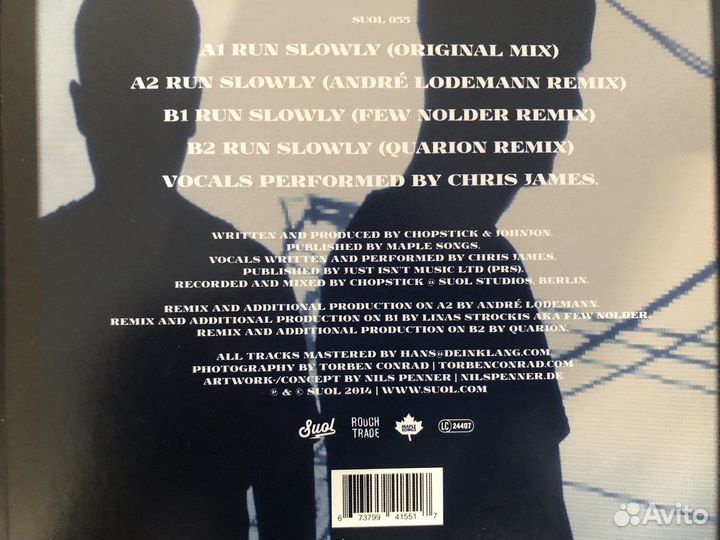 SUOL 055
A1 RUN SLOWLY (ORIGINAL MIX)
A2 RUN SLOWLY (ANDRÉ LODEMANN REMIX)
B1 RUN SLOWLY (FEW NOLDER REMIX)
B2 RUN SLOWLY (QUARION REMIX)
VOCALS PERFORMED BY CHRIS JAMES.
WRITTEN AND PRODUCED BY CHOPSTICK & JOHNJON.
PUBLISHED BY MAPLE SONGS.
VOCALS WRITTEN AND PERFORMED BY CHRIS JAMES.
PUBLISHED BY JUST ISN'T MUSIC LTD (PRS).
RECORDED AND MIXED BY CHOPSTICK @ SUOL STUDIOS, BERLIN.
REMIX AND ADDITIONAL PRODUCTION ON A2 BY ANDRÉ LODEMANN.
REMIX AND ADDITIONAL PRODUCTION ON B1 BY LINAS STROCKIS AKA FEW NOLDER.
REMIX AND ADDITIONAL PRODUCTION ON B2 BY QUARION.
ALL TRACKS MASTERED BY HANS@DEINKLANG.COM
PHOTOGRAPHY BY TORBEN CONRAD | TORBENCONRAD.COM
ARTWORK-/CONCEPT BY NILS PENNER | NILSPENNER.DE
℗ & © SUOL 2014 | WWW.SUOL.COM
Suol ROUGH TRADE MAPLE SONGS LC 24407
6 73799 41551 7
Avito